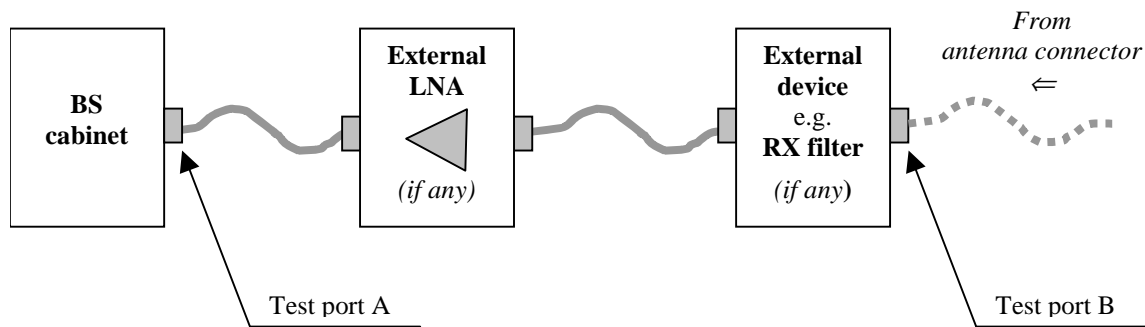 BS
cabinet
External
LNA
(if any)
External
device
e.g.
RX filter
(if any)
From
antenna connector
⇐
Test port A
Test port B